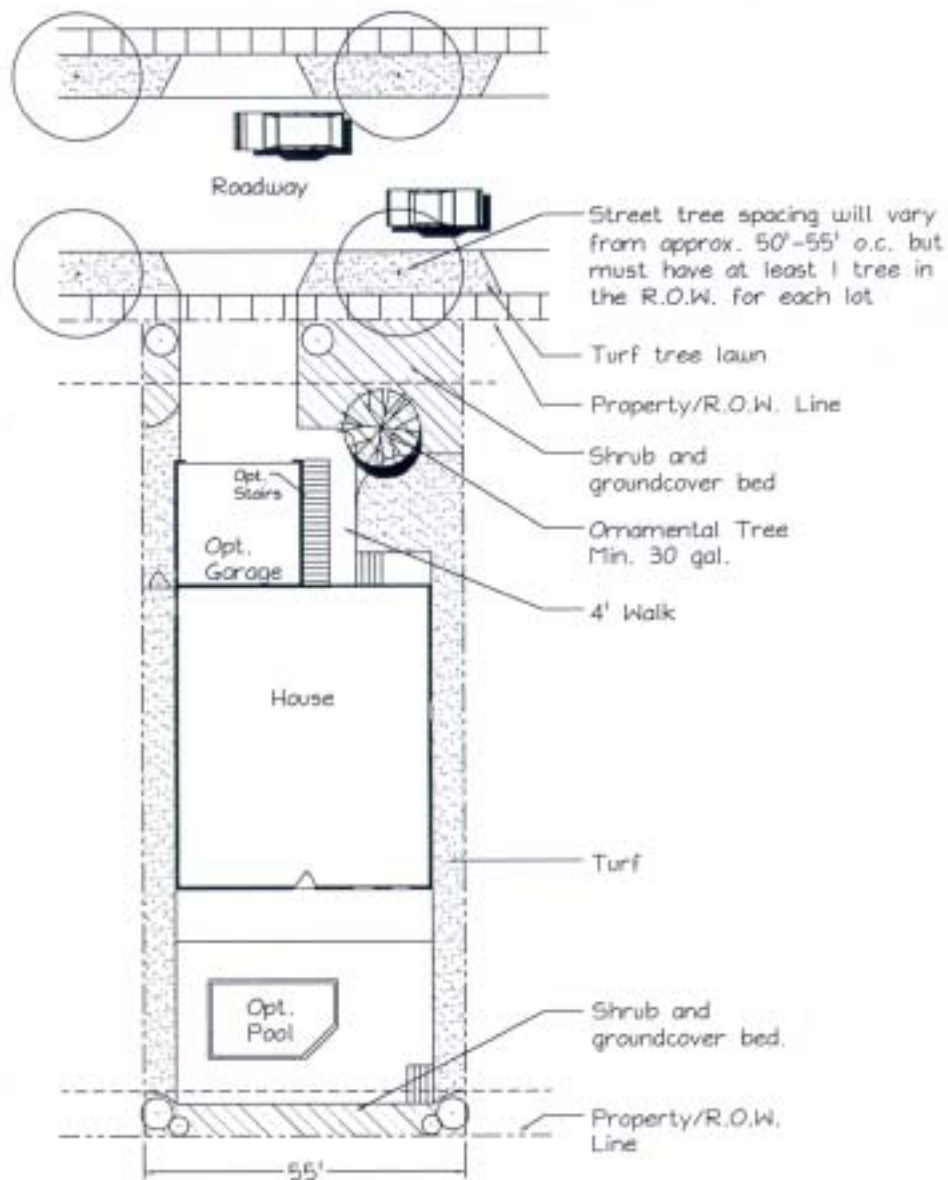 Roadway
Street tree spacing will vary
from approx. 50'-55' o.c. but
must have at least 1 tree in
the R.O.W. for each lot
Turf tree lawn
Property/R.O.W. Line
Shrub and
groundcover bed
Opt.
Stairs
Ornamental Tree
Min. 30 gal.
Opt.
Garage
4' Walk
House
Turf
Opt.
Pool
Shrub and
groundcover bed.
Property/R.O.W.
Line
55'